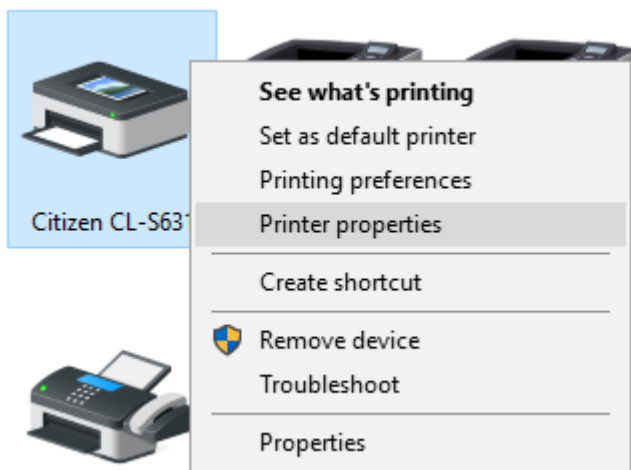 See what's printing
Set as default printer
Printing preferences
Citizen CL-S631
Printer properties
Create shortcut
Remove device
Troubleshoot
Properties